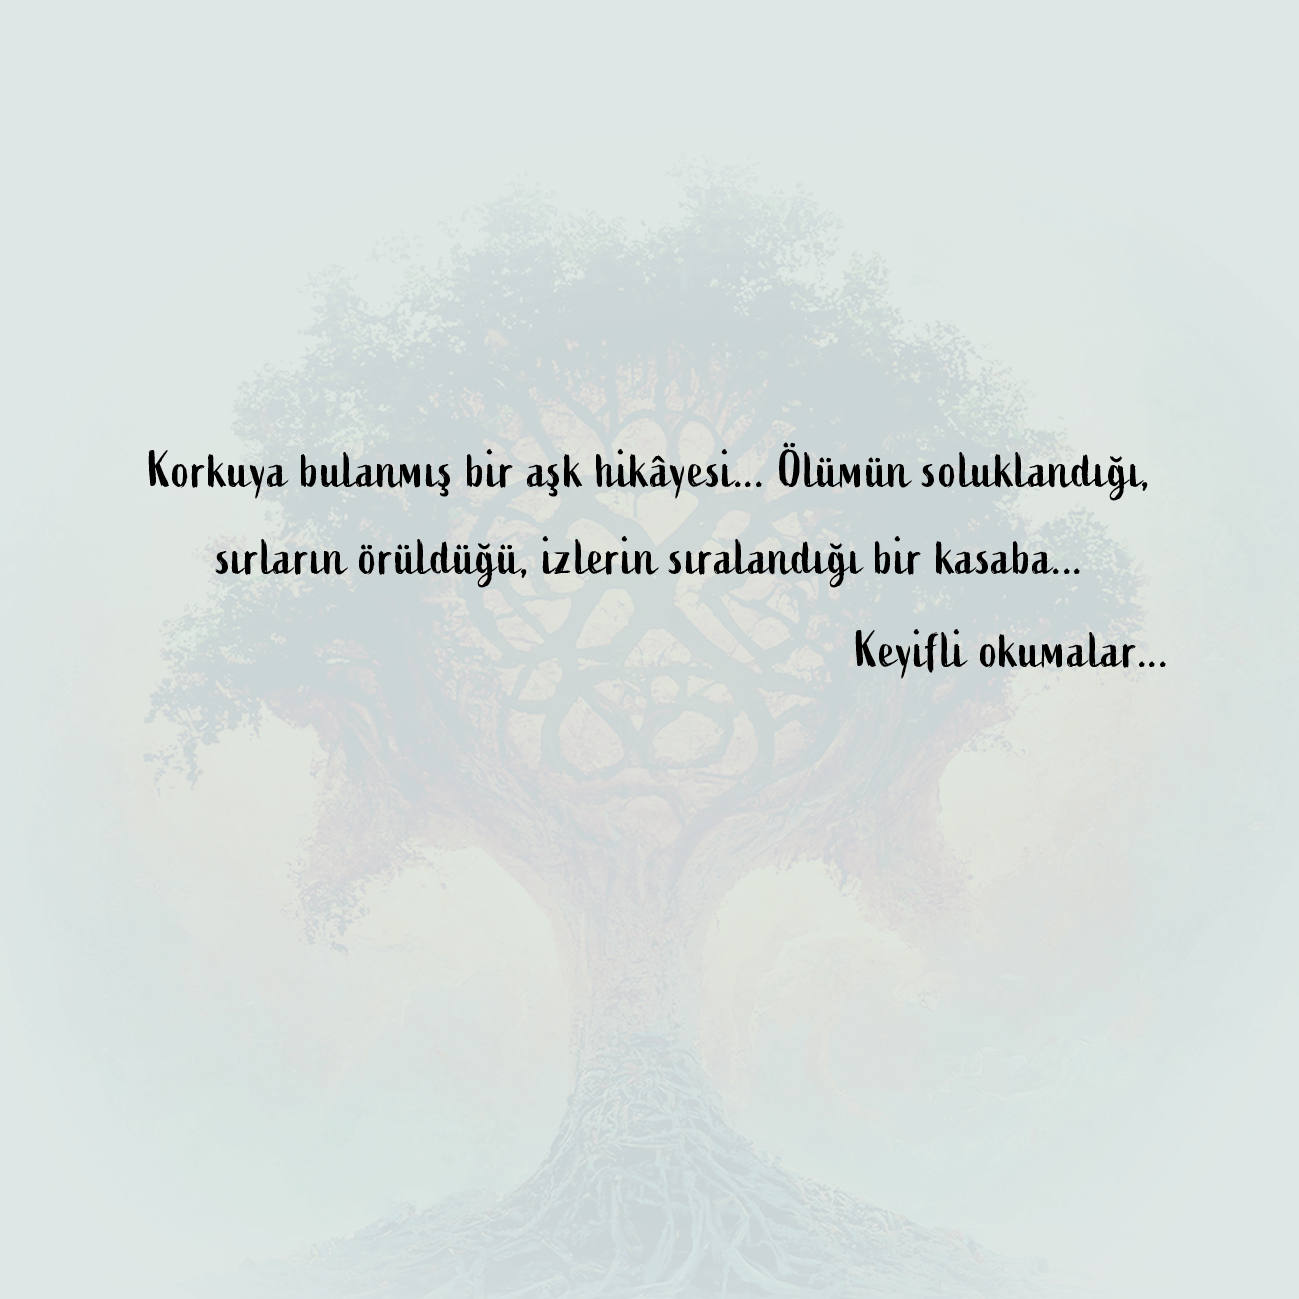 Korkuya bulanmış bir aşk hikâyesi... Ölümün soluklandığı,
sırların örüldüğü, izlerin sıralandığı bir kasaba...
Keyifli okumalar...